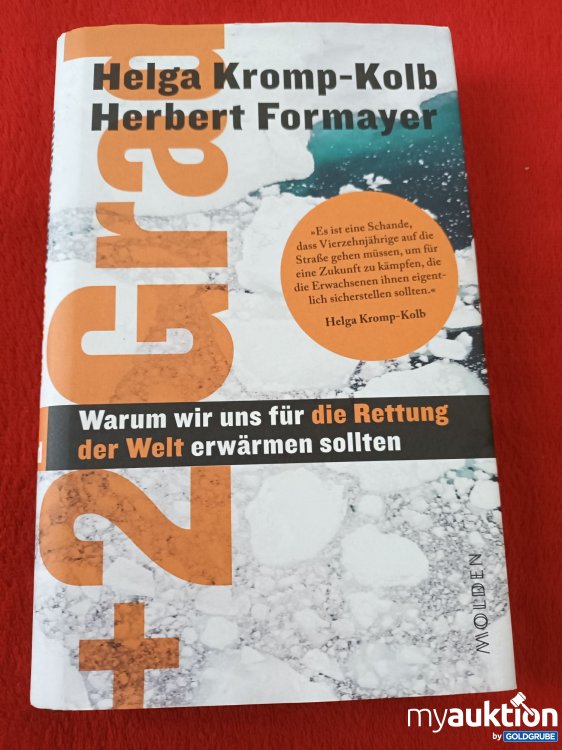 Helga Kromp-Kolb
Herbert Formayer
+2 Grad
»Es ist eine Schande,
dass Vierzehnjährige auf die
Straße gehen müssen, um für
eine Zukunft zu kämpfen, die
die Erwachsenen ihnen eigent-
lich sicherstellen sollten.«
Helga Kromp-Kolb
Warum wir uns für die Rettung
der Welt erwärmen sollten
MOLDEN
myauktion
by GOLDGRUBE